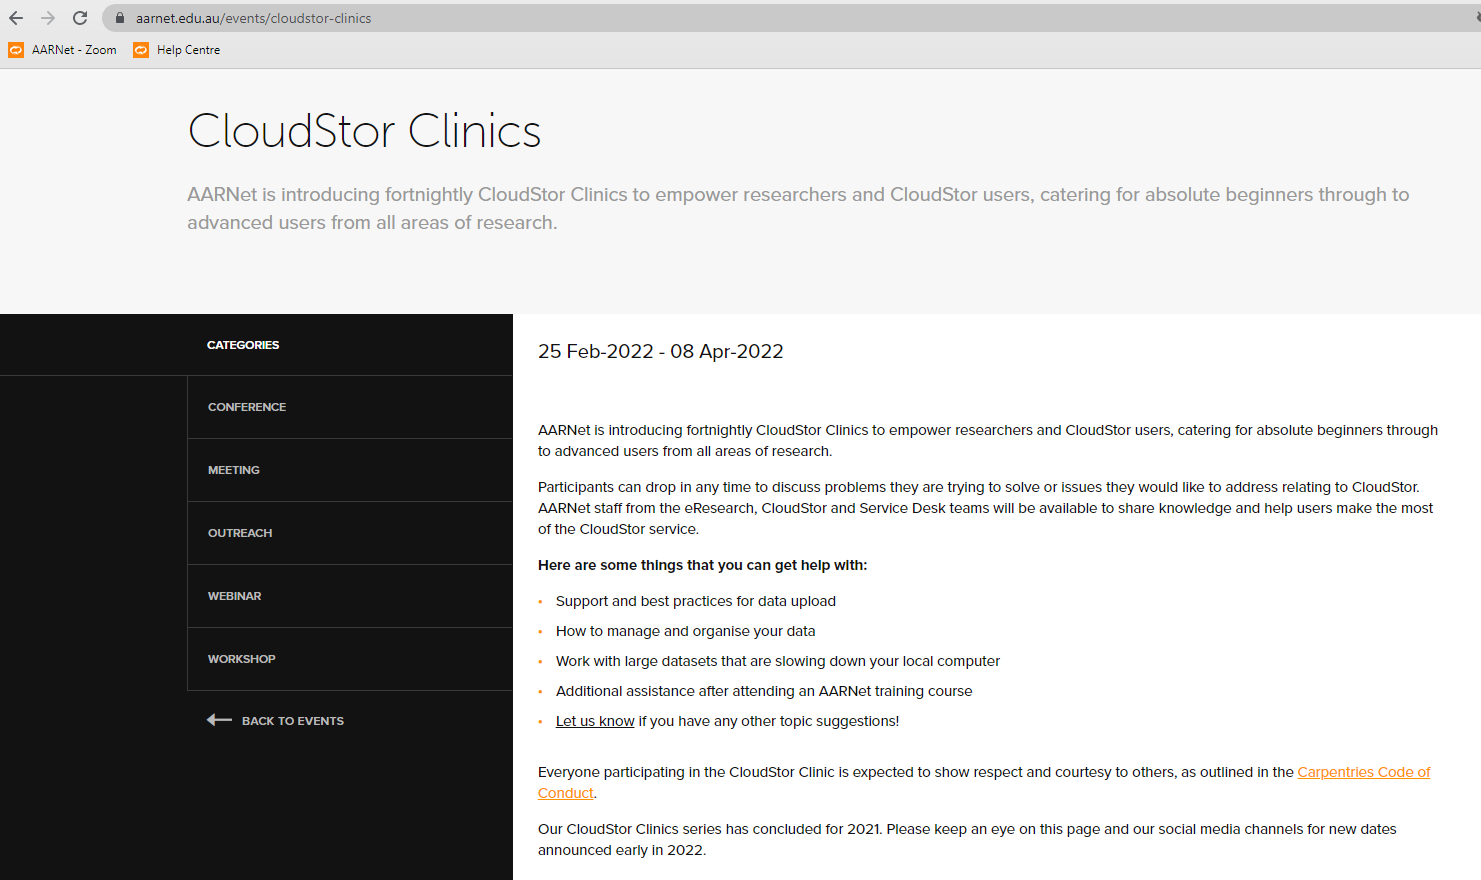 aarnet.edu.au/events/cloudstor-clinics
AARNet - Zoom
Help Centre
CloudStor Clinics
AARNet is introducing fortnightly CloudStor Clinics to empower researchers and CloudStor users, catering for absolute beginners through to
advanced users from all areas of research.
CATEGORIES
CONFERENCE
MEETING
OUTREACH
WEBINAR
WORKSHOP
BACK TO EVENTS
25 Feb-2022 - 08 Apr-2022
AARNet is introducing fortnightly CloudStor Clinics to empower researchers and CloudStor users, catering for absolute beginners through
to advanced users from all areas of research.
Participants can drop in any time to discuss problems they are trying to solve or issues they would like to address relating to CloudStor.
AARNet staff from the eResearch, CloudStor and Service Desk teams will be available to share knowledge and help users make the most
of the CloudStor service.
Here are some things that you can get help with:
• Support and best practices for data upload
• How to manage and organise your data
• Work with large datasets that are slowing down your local computer
• Additional assistance after attending an AARNet training course
• Let us know if you have any other topic suggestions!
Everyone participating in the CloudStor Clinic is expected to show respect and courtesy to others, as outlined in the Carpentries Code of
Conduct.
Our CloudStor Clinics series has concluded for 2021. Please keep an eye on this page and our social media channels for new dates
announced early in 2022.